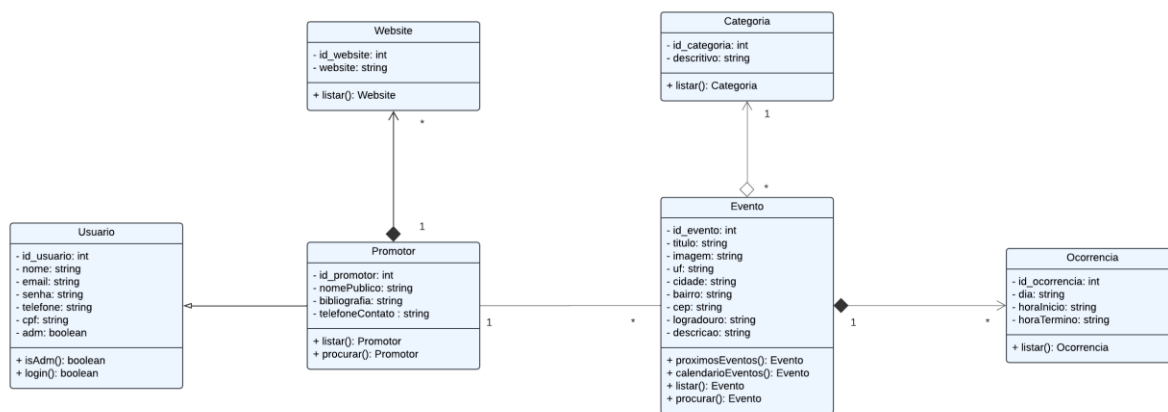 Website
- id_website: int
- website: string
+ listar(): Website
*
1
Categoria
- id_categoria: int
- descritivo: string
+ listar(): Categoria
1
*
Usuario
- id_usuario: int
- nome: string
- email: string
- senha: string
- telefone: string
- cpf: string
- adm: boolean
+ isAdm(): boolean
+ login(): boolean
Promotor
- id_promotor: int
- nomePublico: string
- bibliografia: string
- telefoneContato : string
+ listar(): Promotor
+ procurar(): Promotor
1
*
Evento
- id_evento: int
- titulo: string
- imagem: string
- uf: string
- cidade: string
- bairro: string
- cep: string
- logradouro: string
- descricao: string
+ proximosEventos(): Evento
+ calendarioEventos(): Evento
+ listar(): Evento
+ procurar(): Evento
1
*
Ocorrencia
- id_ocorrencia: int
- dia: string
- horaInicio: string
- horaTermino: string
+ listar(): Ocorrencia